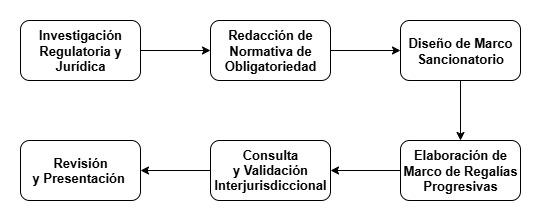 Investigación
Regulatoria y
Jurídica
Redacción de
Normativa de
Obligatoriedad
Diseño de Marco
Sancionatorio
Elaboración de
Marco de Regalías
Progresivas
Consulta
y Validación
Interjurisdiccional
Revisión
y Presentación